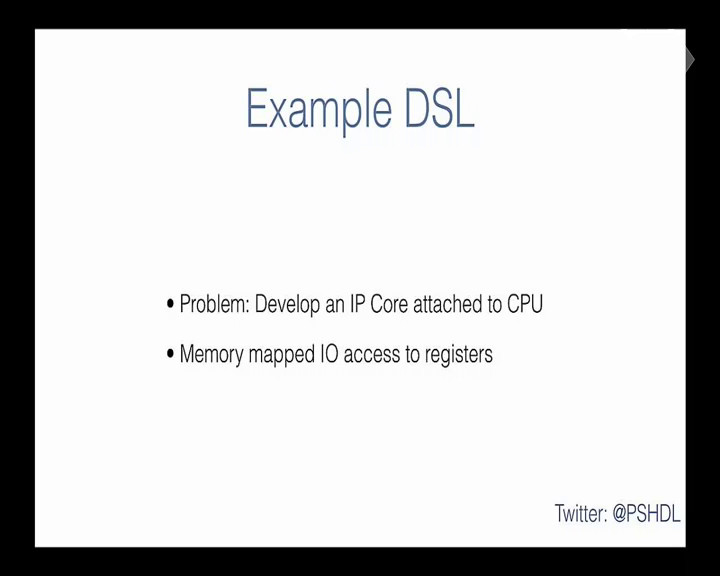 Example DSL
• Problem: Develop an IP Core attached to CPU
• Memory mapped IO access to registers
Twitter: @PSHDL